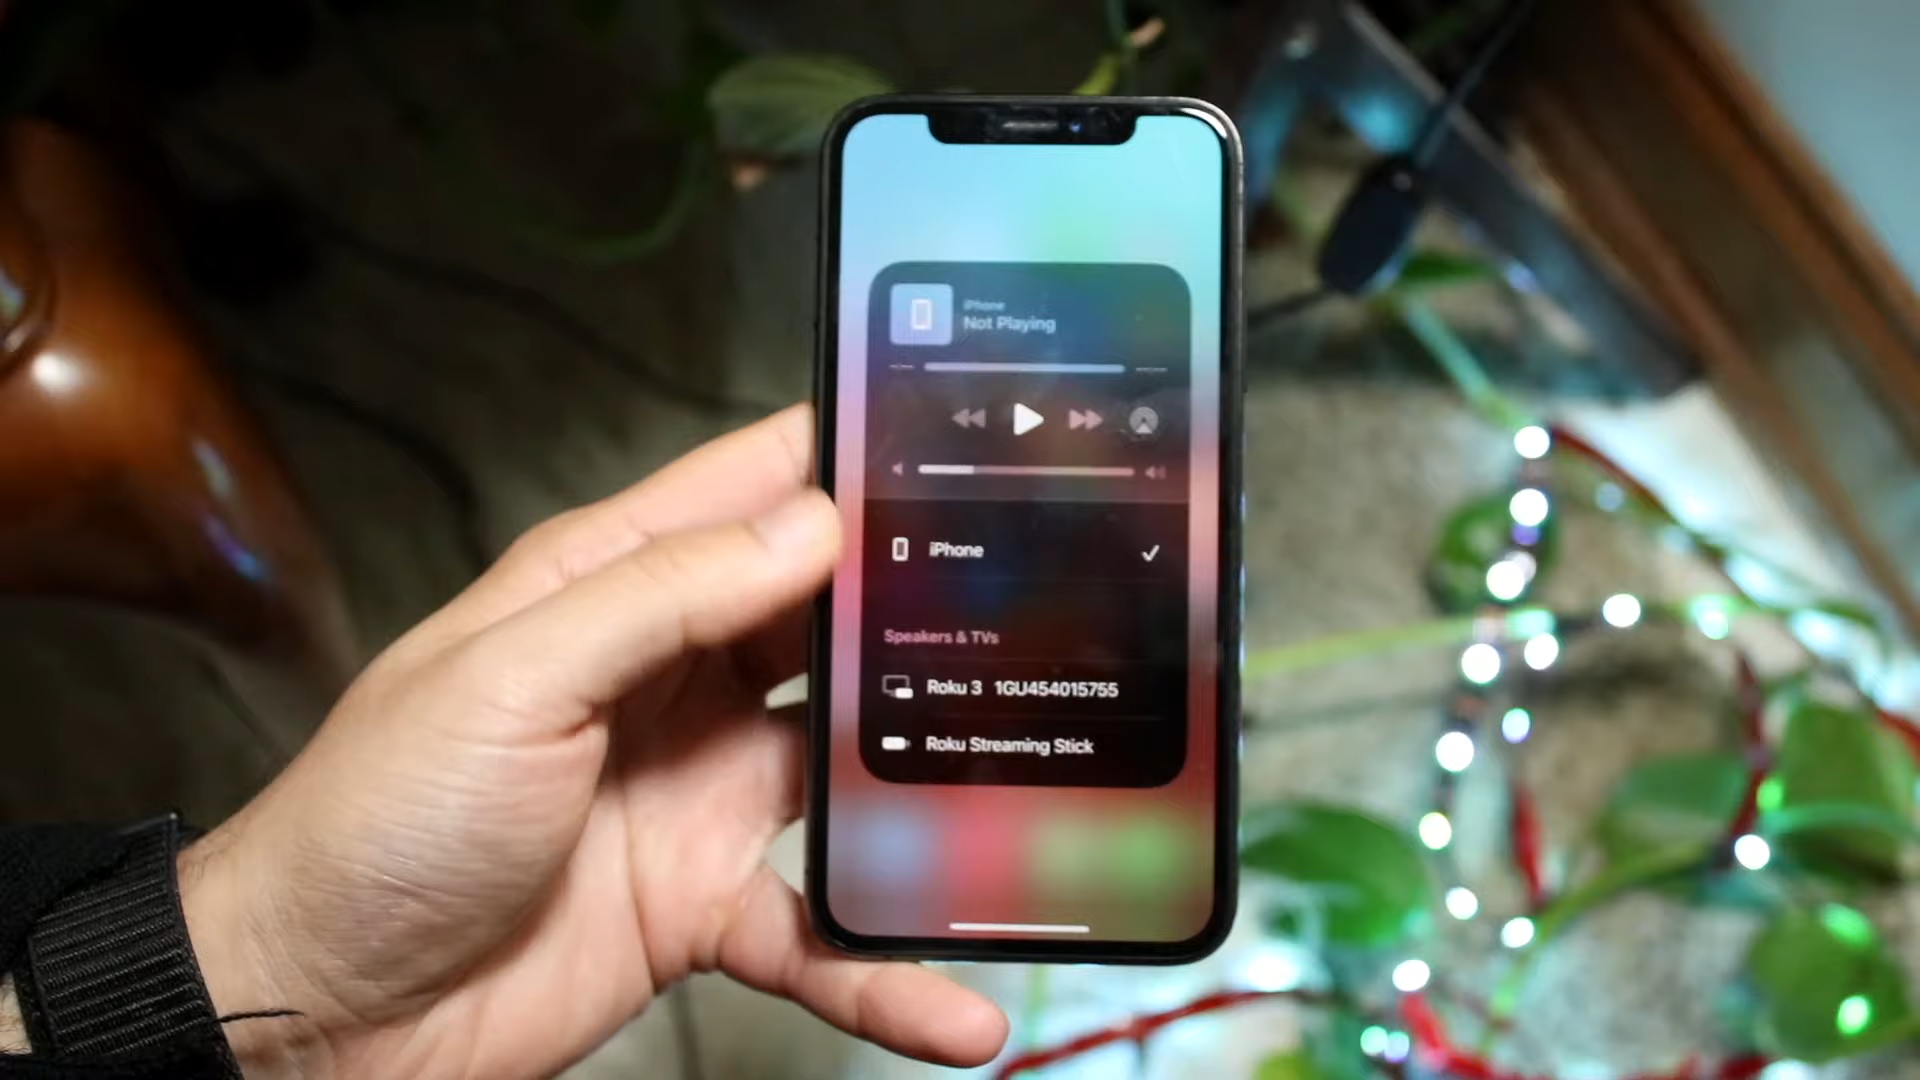 iPhone
Not Playing
iPhone
Speakers & TVs
Roku 3 1GU454015755
Roku Streaming Stick